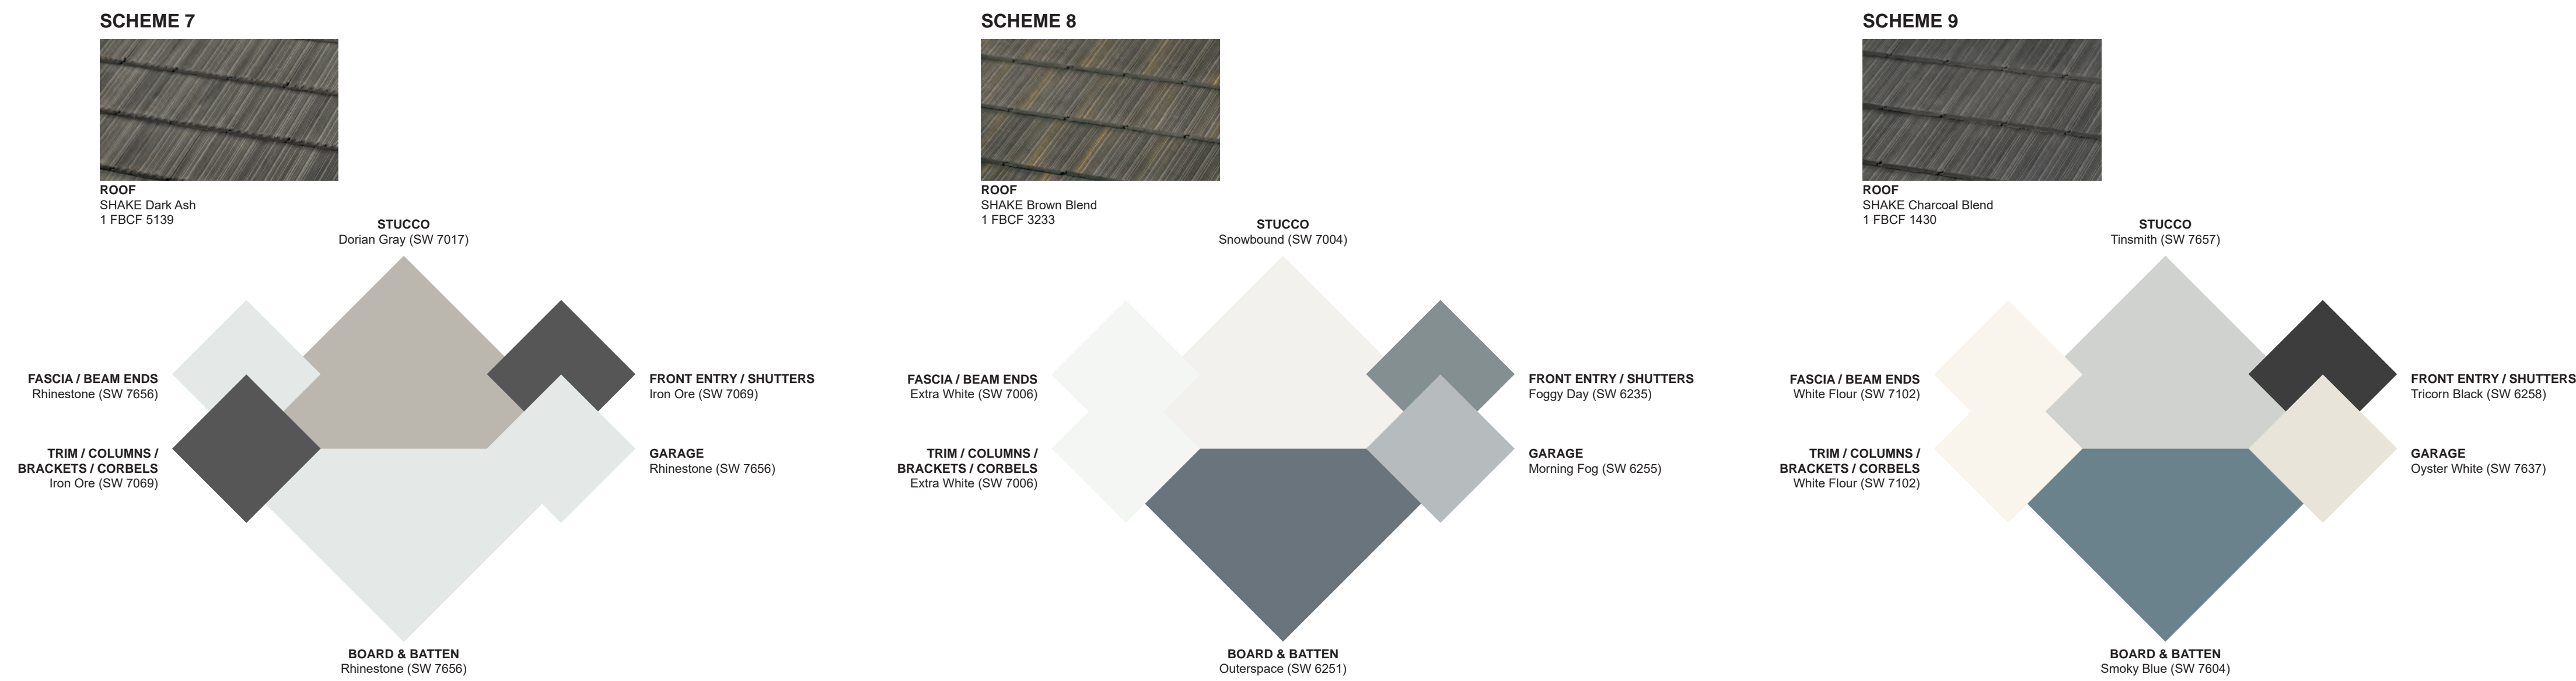 SCHEME 7
ROOF
SHAKE Dark Ash
1 FBCF 5139
STUCCO
Dorian Gray (SW 7017)
FASCIA / BEAM ENDS
Rhinestone (SW 7656)
TRIM / COLUMNS /
BRACKETS / CORBELS
Iron Ore (SW 7069)
FRONT ENTRY / SHUTTERS
Iron Ore (SW 7069)
GARAGE
Rhinestone (SW 7656)
BOARD & BATTEN
Rhinestone (SW 7656)
SCHEME 8
ROOF
SHAKE Brown Blend
1 FBCF 3233
STUCCO
Snowbound (SW 7004)
FASCIA / BEAM ENDS
Extra White (SW 7006)
TRIM / COLUMNS /
BRACKETS / CORBELS
Extra White (SW 7006)
FRONT ENTRY / SHUTTERS
Foggy Day (SW 6235)
GARAGE
Morning Fog (SW 6255)
BOARD & BATTEN
Outerspace (SW 6251)
SCHEME 9
ROOF
SHAKE Charcoal Blend
1 FBCF 1430
STUCCO
Tinsmith (SW 7657)
FASCIA / BEAM ENDS
White Flour (SW 7102)
TRIM / COLUMNS /
BRACKETS / CORBELS
White Flour (SW 7102)
FRONT ENTRY / SHUTTERS
Tricorn Black (SW 6258)
GARAGE
Oyster White (SW 7637)
BOARD & BATTEN
Smoky Blue (SW 7604)